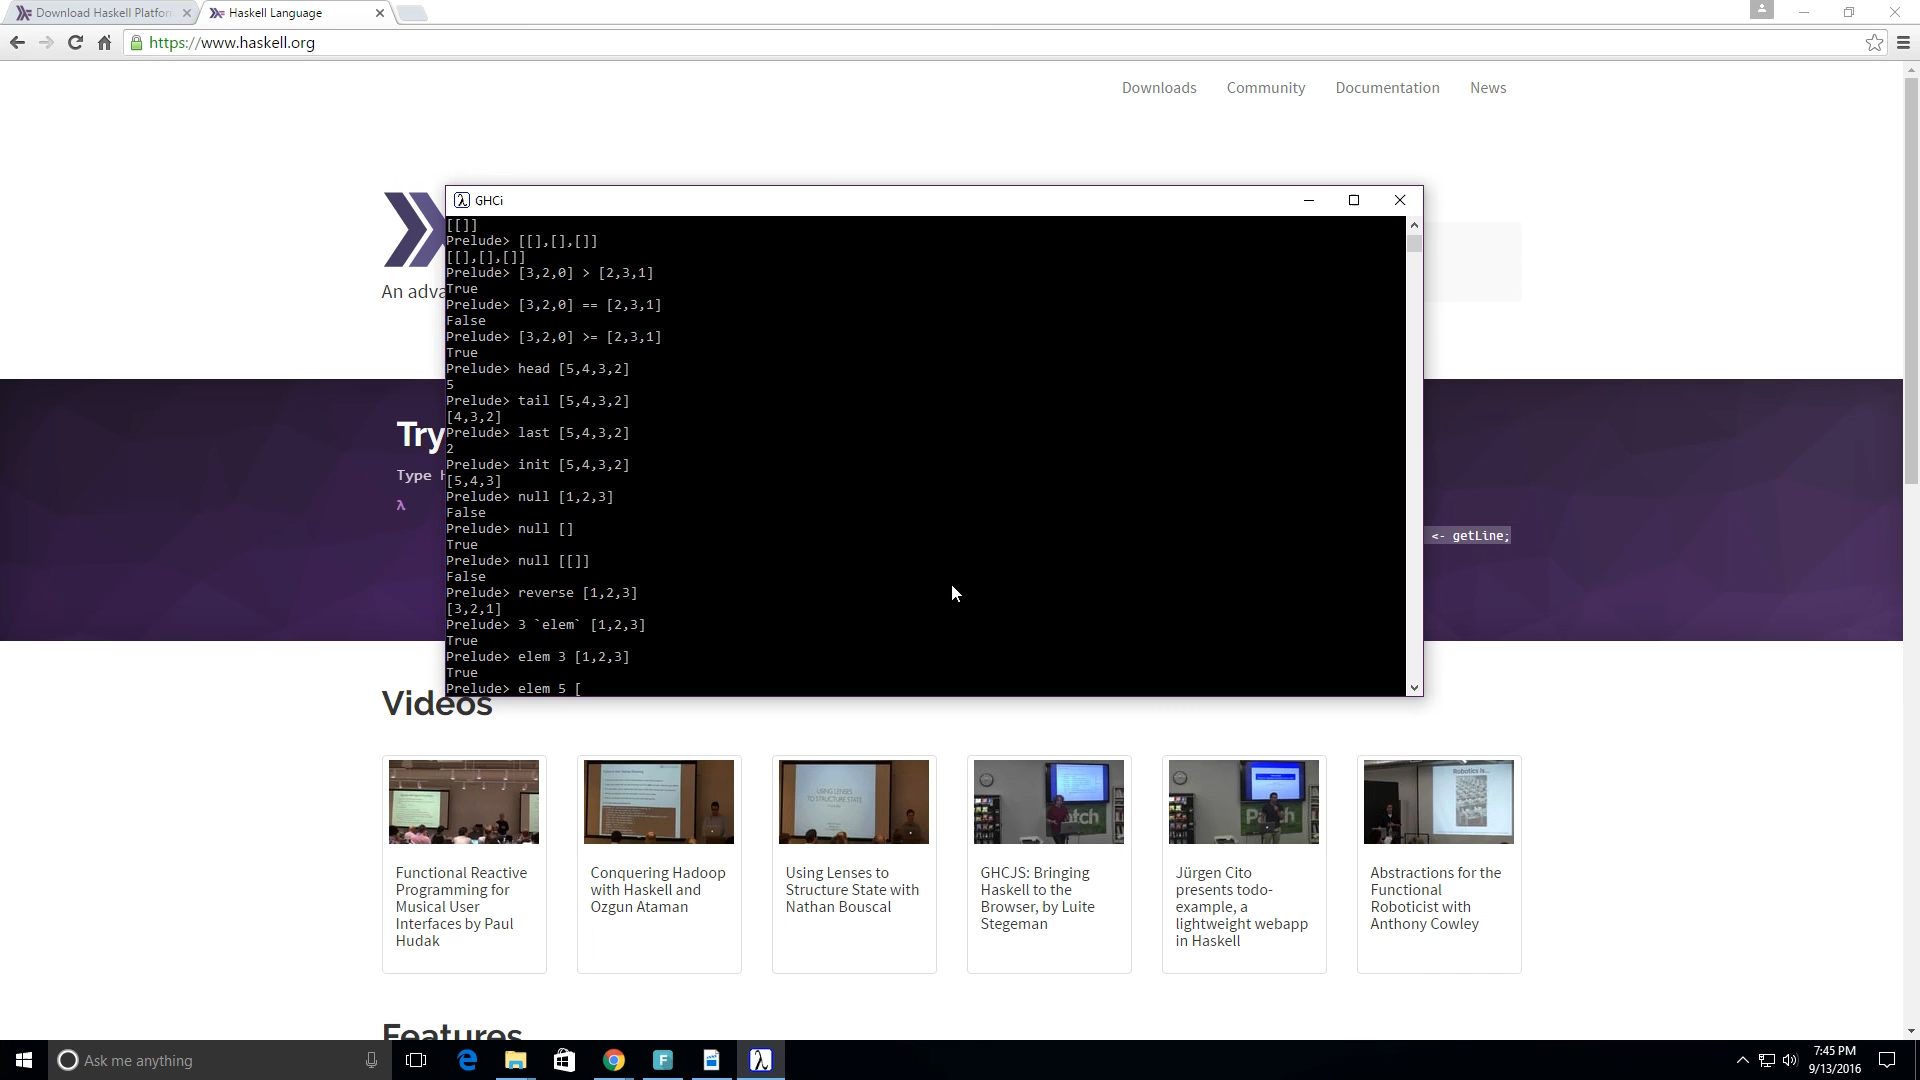 Download Haskell Platfor
Haskell Language
https://www.haskell.org
Downloads Community Documentation News
An adva
GHCi
[[]]
Prelude> [[],[],[]]
[[],[],[]]
Prelude> [3,2,0] > [2,3,1]
True
Prelude> [3,2,0] == [2,3,1]
False
Prelude> [3,2,0] >= [2,3,1]
True
Prelude> head [5,4,3,2]
5
Prelude> tail [5,4,3,2]
[4,3,2]
Prelude> last [5,4,3,2]
2
Prelude> init [5,4,3,2]
[5,4,3]
Prelude> null [1,2,3]
False
Prelude> null []
True
Prelude> null [[]]
False
Prelude> reverse [1,2,3]
[3,2,1]
Prelude> 3 `elem` [1,2,3]
True
Prelude> elem 3 [1,2,3]
True
Prelude> elem 5 [
Try
Type
λ
<- getLine;
Videos
Functional Reactive
Programming for
Musical User
Interfaces by Paul
Hudak
Conquering Hadoop
with Haskell and
Ozgun Ataman
USING LENSES
TO STRUCTURE STATE
Using Lenses to
Structure State with
Nathan Bouscal
GHCJS: Bringing
Haskell to the
Browser, by Luite
Stegeman
Jürgen Cito
presents todo-
example, a
lightweight webapp
in Haskell
Robotics is...
Abstractions for the
Functional
Roboticist with
Anthony Cowley
Features
Ask me anything
7:45 PM
9/13/2016